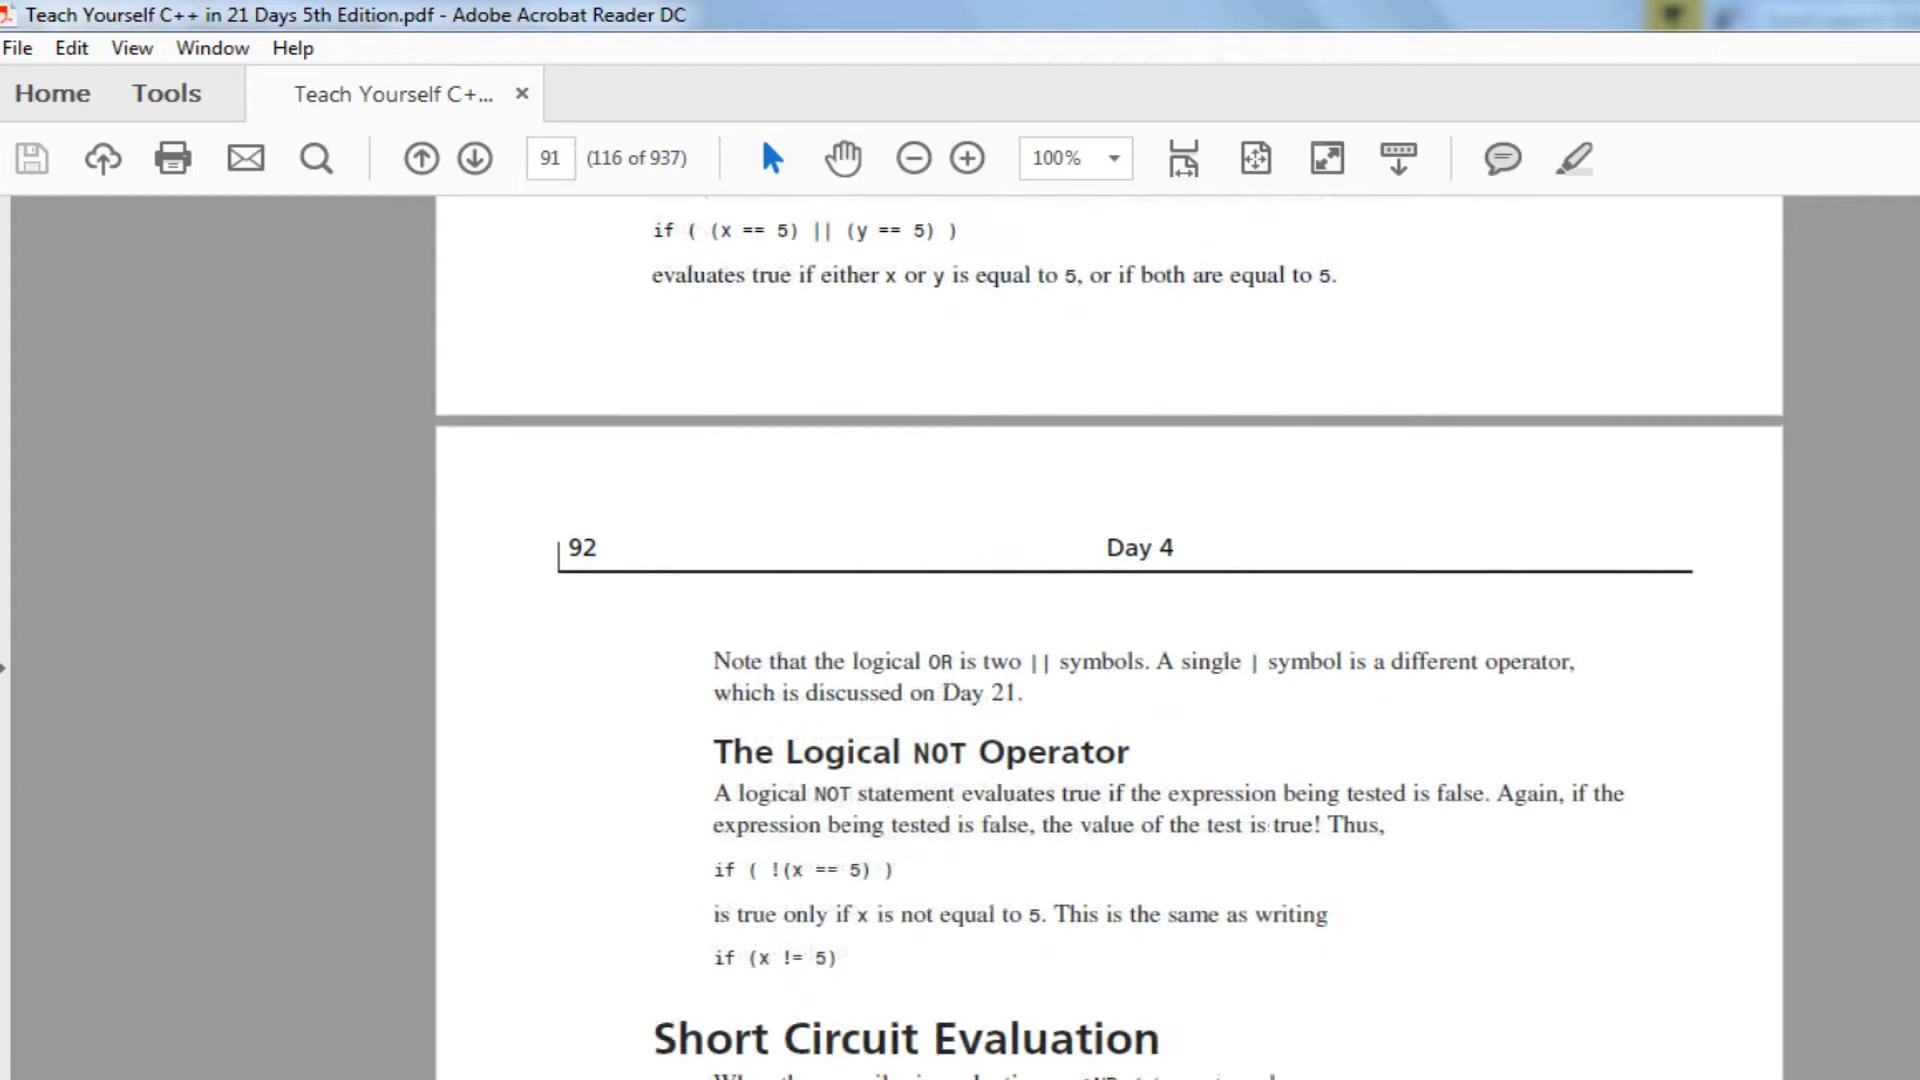 Teach Yourself C++ in 21 Days 5th Edition.pdf - Adobe Acrobat Reader DC
File Edit View Window Help
Home Tools Teach Yourself C+...
91 (116 of 937) 100%
if ( (x == 5) || (y == 5) )
evaluates true if either x or y is equal to 5, or if both are equal to 5.
92 Day 4
Note that the logical OR is two || symbols. A single | symbol is a different operator,
which is discussed on Day 21.
The Logical NOT Operator
A logical NOT statement evaluates true if the expression being tested is false. Again, if the
expression being tested is false, the value of the test is true! Thus,
if ( !(x == 5) )
is true only if x is not equal to 5. This is the same as writing
if (x != 5)
Short Circuit Evaluation